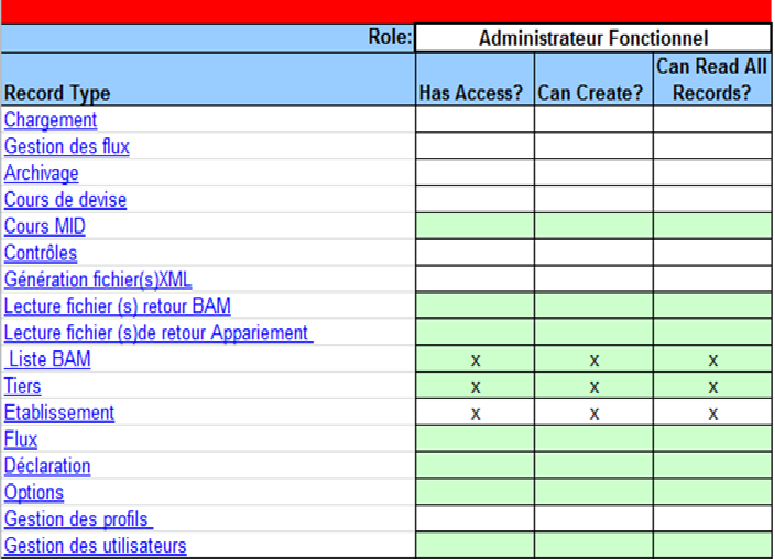 Role: Administrateur Fonctionnel
Record Type Has Access? Can Create? Can Read All Records?
Chargement
Gestion des flux
Archivage
Cours de devise
Cours MID
Contrôles
Génération fichier(s)XML
Lecture fichier (s) retour BAM
Lecture fichier (s)de retour Appariement
Liste BAM x x x
Tiers x x x
Etablissement x x x
Flux
Déclaration
Options
Gestion des profils
Gestion des utilisateurs